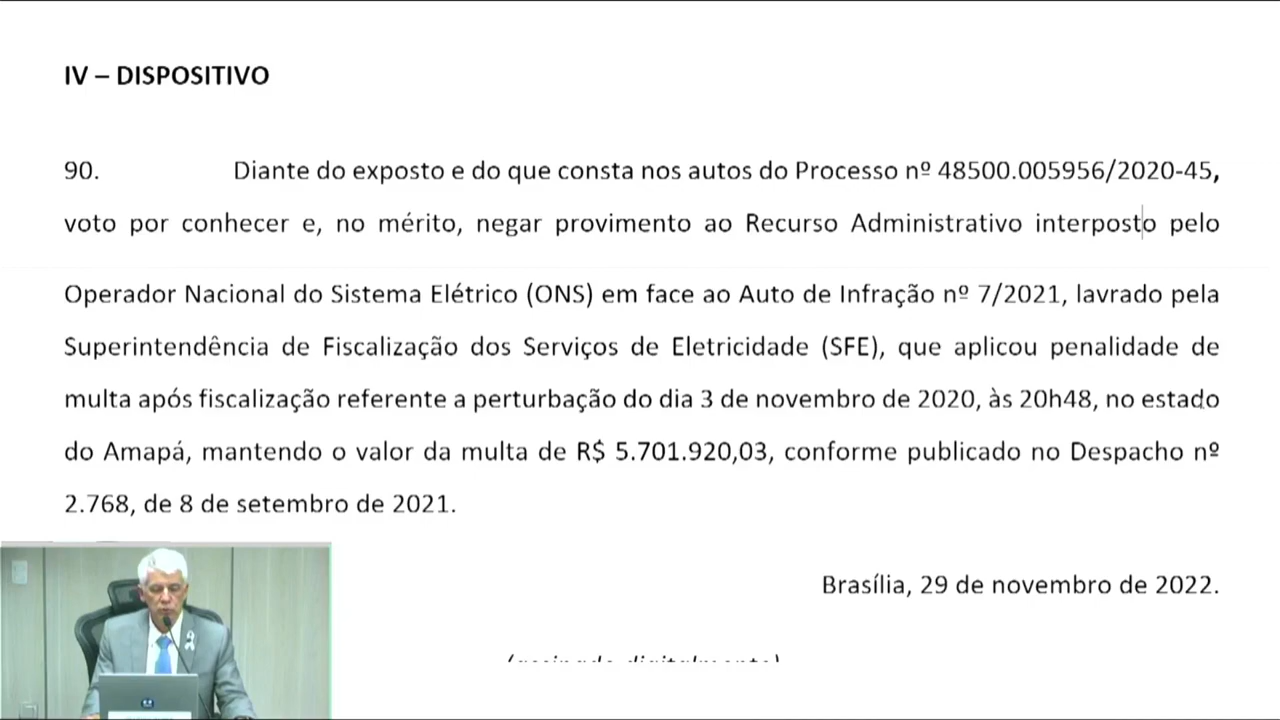 IV – DISPOSITIVO
90. Diante do exposto e do que consta nos autos do Processo nº 48500.005956/2020-45,
voto por conhecer e, no mérito, negar provimento ao Recurso Administrativo interposto pelo
Operador Nacional do Sistema Elétrico (ONS) em face ao Auto de Infração nº 7/2021, lavrado pela
Superintendência de Fiscalização dos Serviços de Eletricidade (SFE), que aplicou penalidade de
multa após fiscalização referente a perturbação do dia 3 de novembro de 2020, às 20h48, no estado
do Amapá, mantendo o valor da multa de R$ 5.701.920,03, conforme publicado no Despacho nº
2.768, de 8 de setembro de 2021.
Brasília, 29 de novembro de 2022.